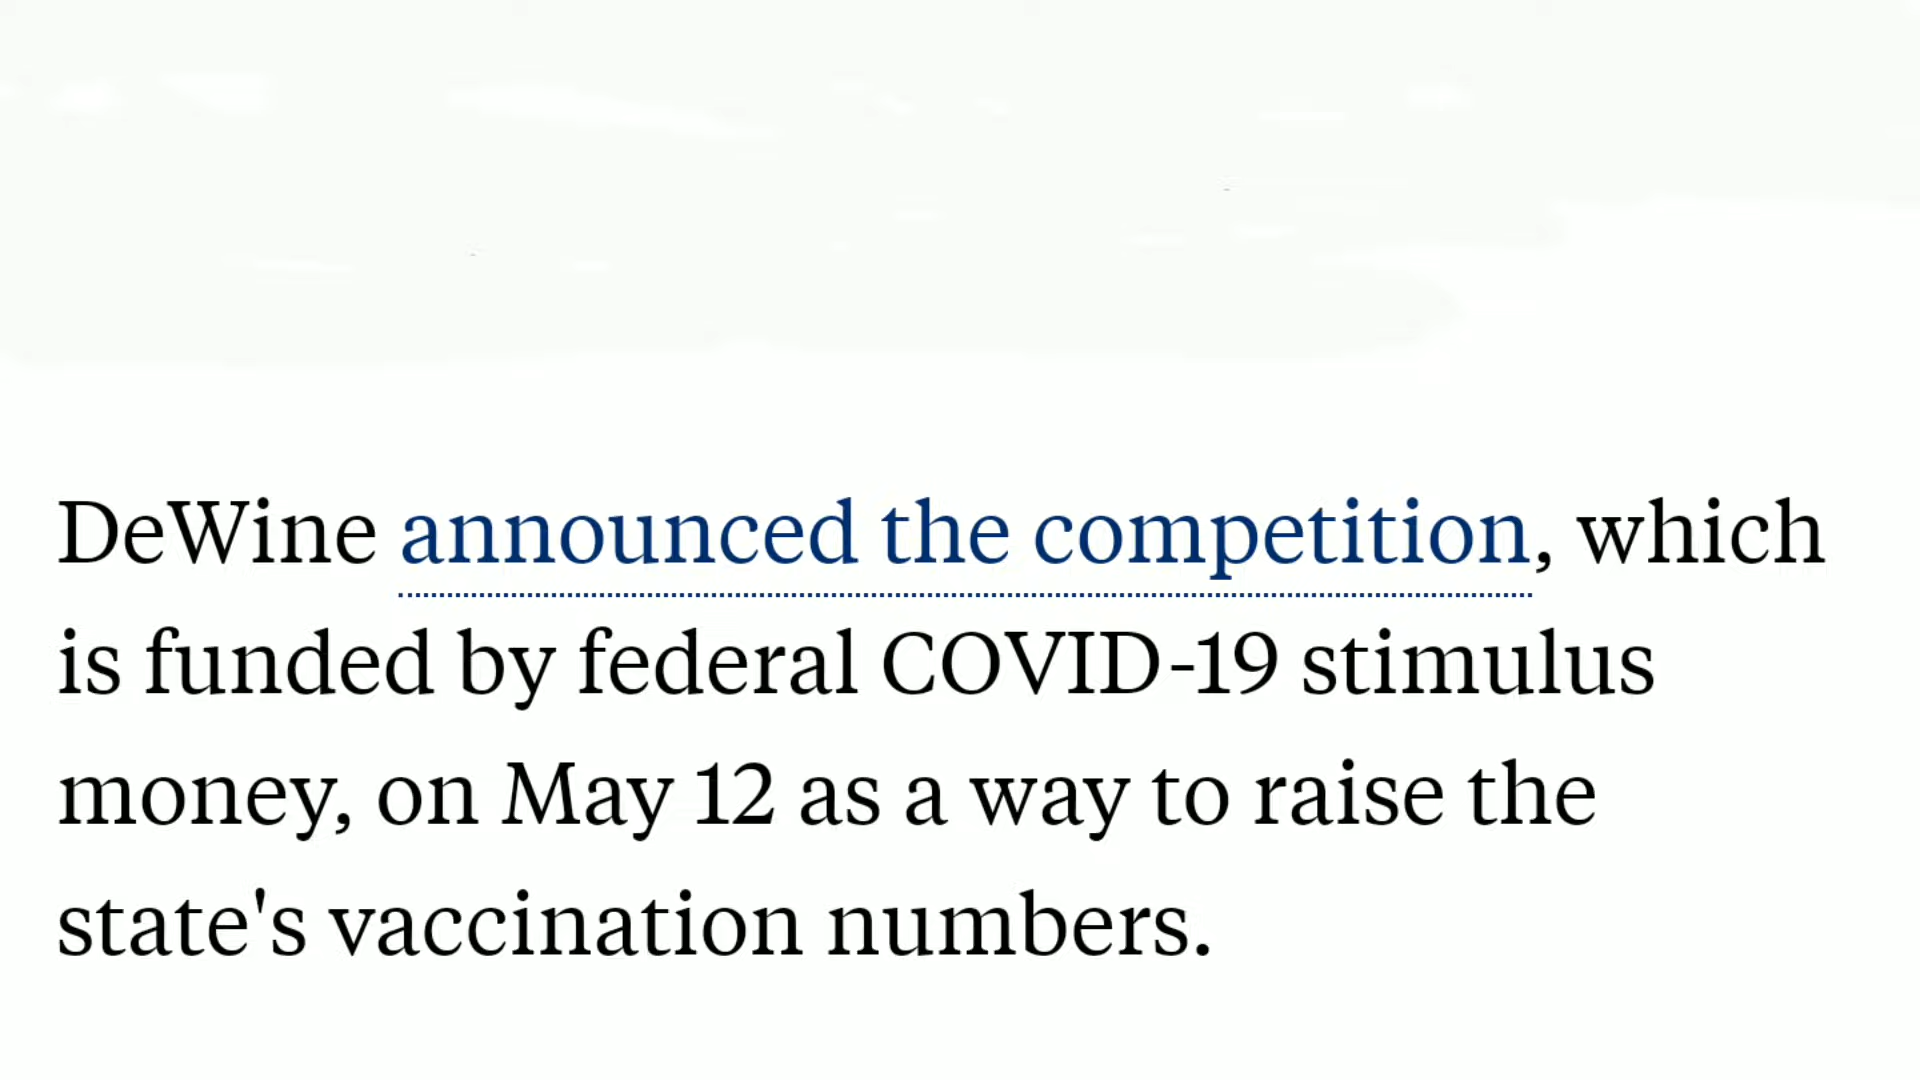 DeWine announced the competition, which
is funded by federal COVID-19 stimulus
money, on May 12 as a way to raise the
state's vaccination numbers.